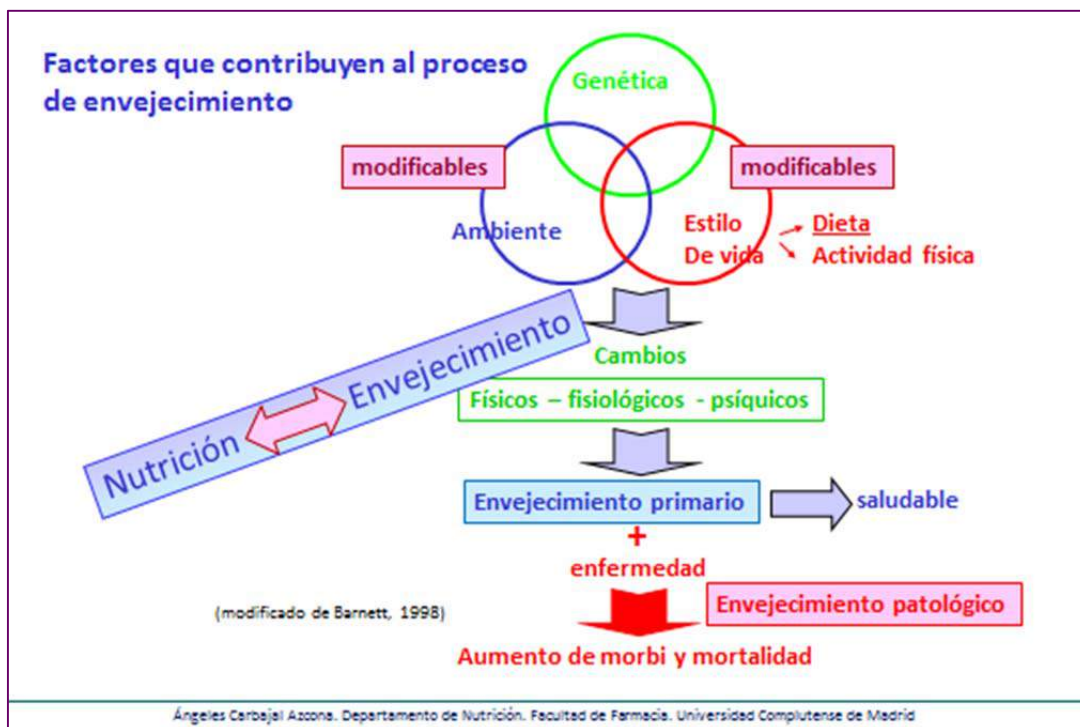 Factores que contribuyen al proceso
de envejecimiento
Genética
modificables
modificables
Ambiente
Estilo
De vida
Dieta
Actividad física
Nutrición
Envejecimiento
Cambios
Físicos – fisiológicos - psíquicos
Envejecimiento primario
saludable
+
enfermedad
Envejecimiento patológico
(modificado de Barnett, 1998)
Aumento de morbi y mortalidad
Ángeles Carbajal Azcona. Departamento de Nutrición. Facultad de Farmacia. Universidad Complutense de Madrid